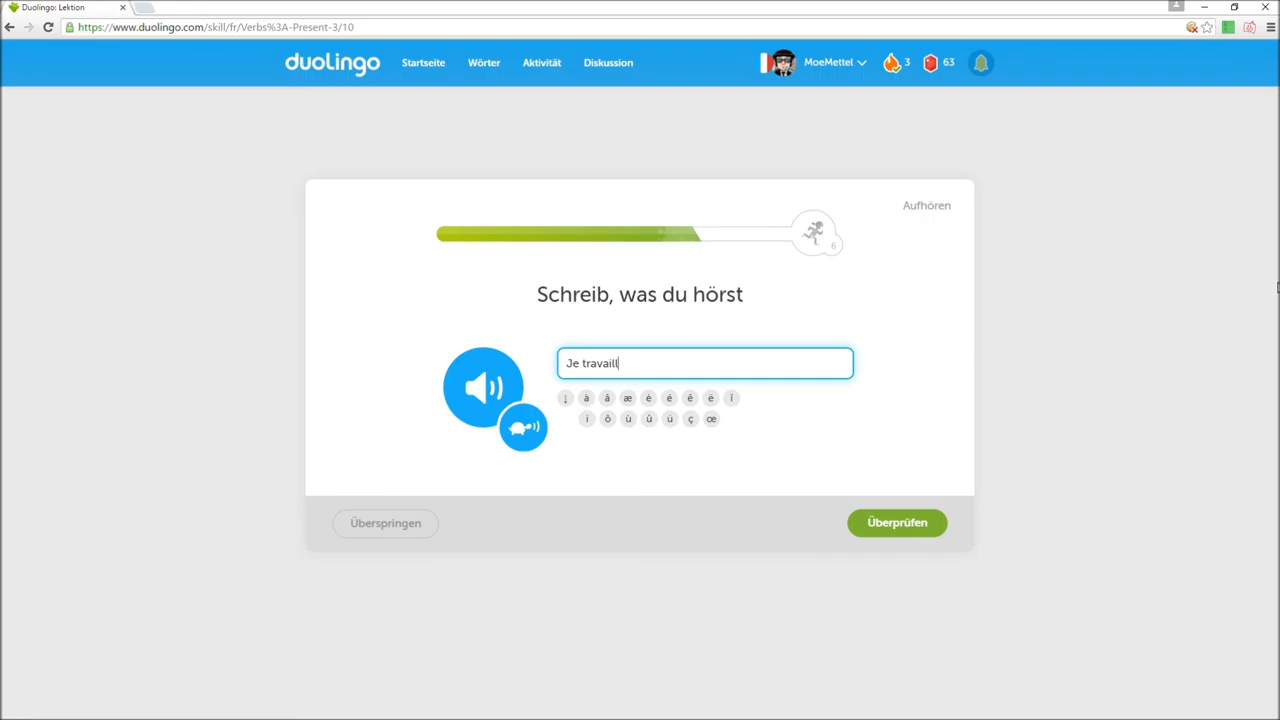 Duolingo: Lektion
https://www.duolingo.com/skill/fr/Verbs%3A-Present-3/10
duolingo Startseite Wörter Aktivität Diskussion MoeMettel 3 63
Aufhören
6
Schreib, was du hörst
Je travaill
↓ à â æ è é ê ë î
ï ô ù û ü ç œ
Überspringen Überprüfen